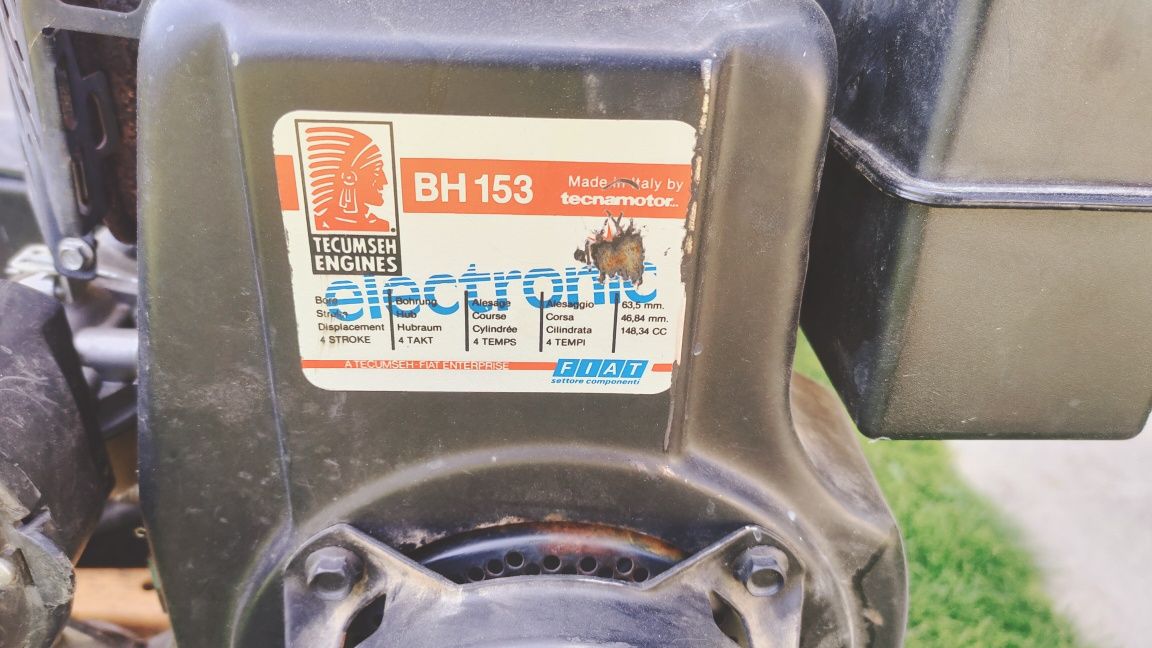 BH 153
Made in Italy by
tecnamotor..
TECUMSEH
ENGINES
electronic
Bore Bohrung Alesage Alesaggio 63,5 mm.
Stroke Hub Course Corsa 46,84 mm.
Displacement Hubraum Cylindrée Cilindrata 148,34 CC
4 STROKE 4 TAKT 4 TEMPS 4 TEMPI
A TECUMSEH-FIAT ENTERPRISE
FIAT
settore componenti